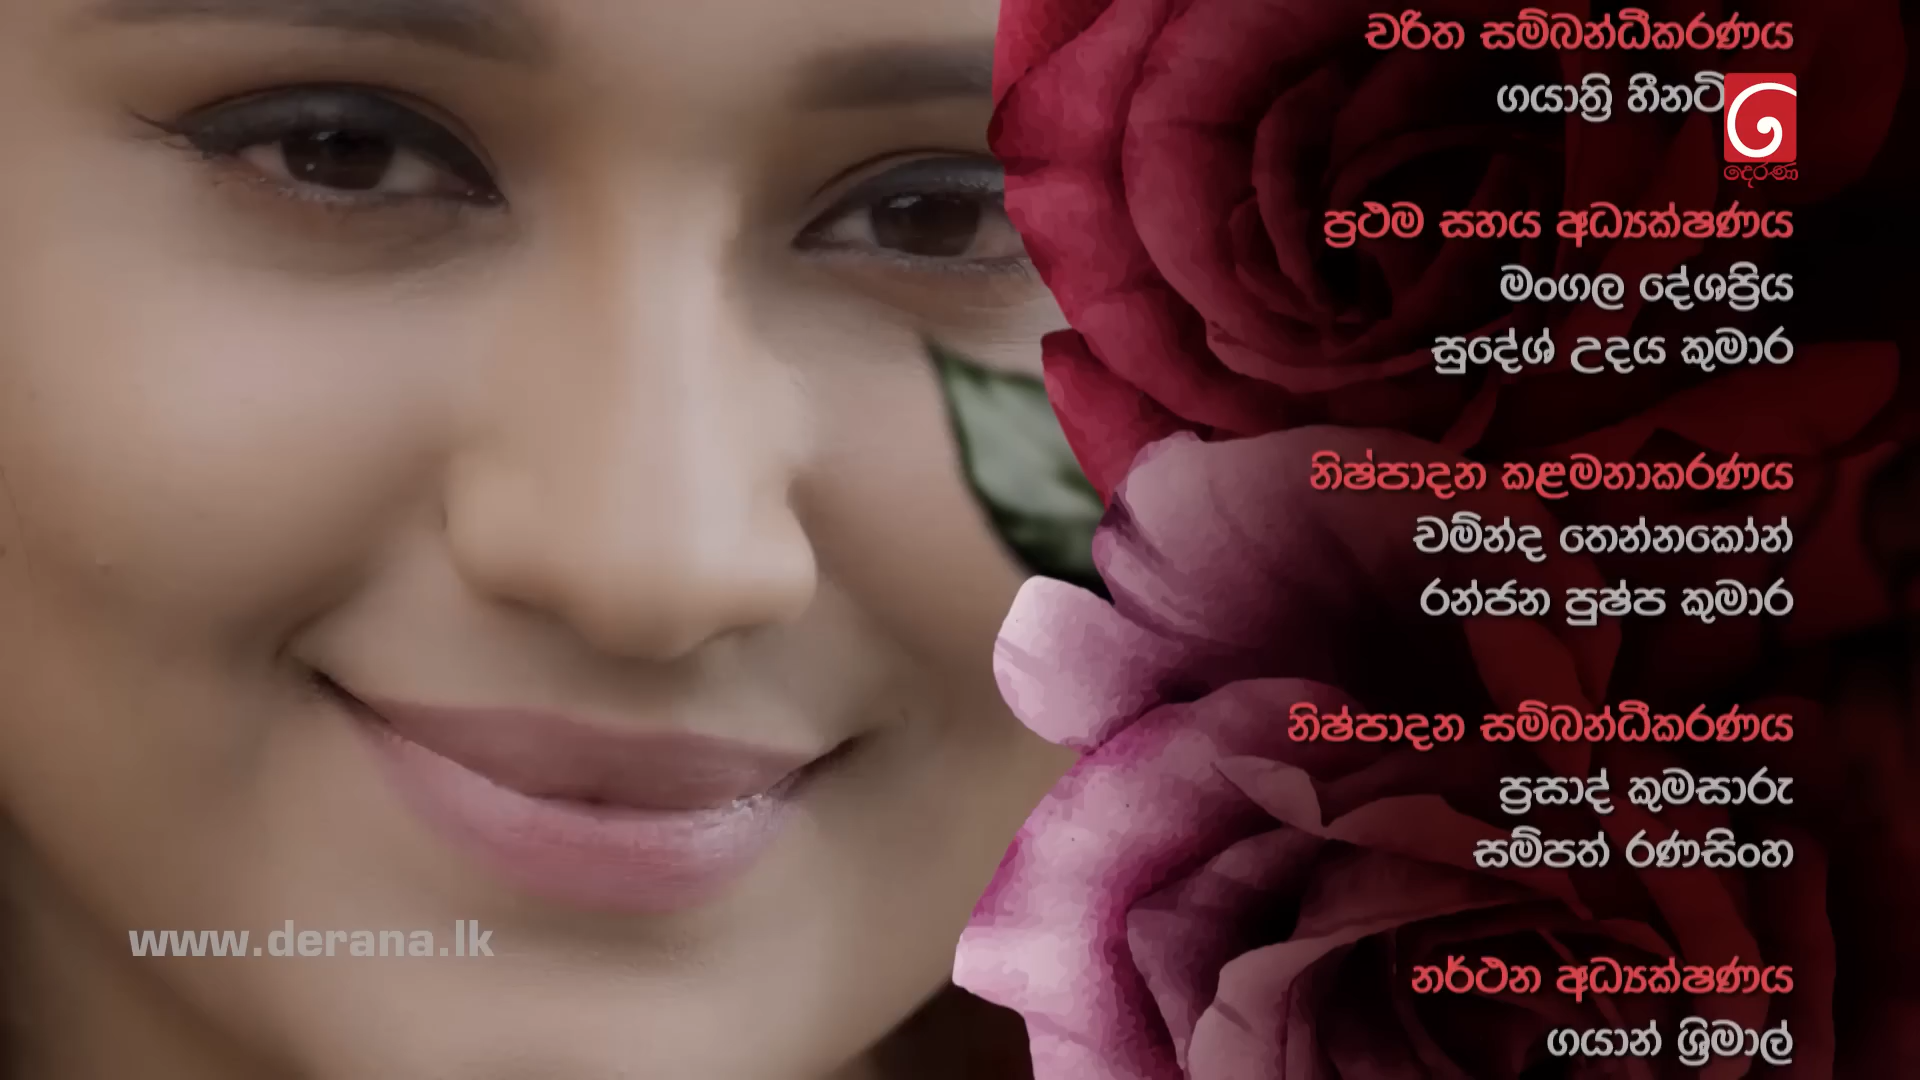 චරිත සම්බන්ධීකරණය
ගයාත්‍රි
දෙරණ
ප්‍රථම සහය අධ්‍යක්ෂණය
මංගල දේශප්‍රිය
සුදේශ් උදය කුමාර
නිෂ්පාදන කළමනාකරණය
චමින්ද තෙන්නකෝන්
රන්ජන පුෂ්ප කුමාර
නිෂ්පාදන සම්බන්ධීකරණය
ප්‍රසාද් කුමසාරු
සම්පත් රණසිංහ
www.derana.lk
නර්ථන අධ්‍යක්ෂණය
ගයාන් ශ්‍රිමාල්